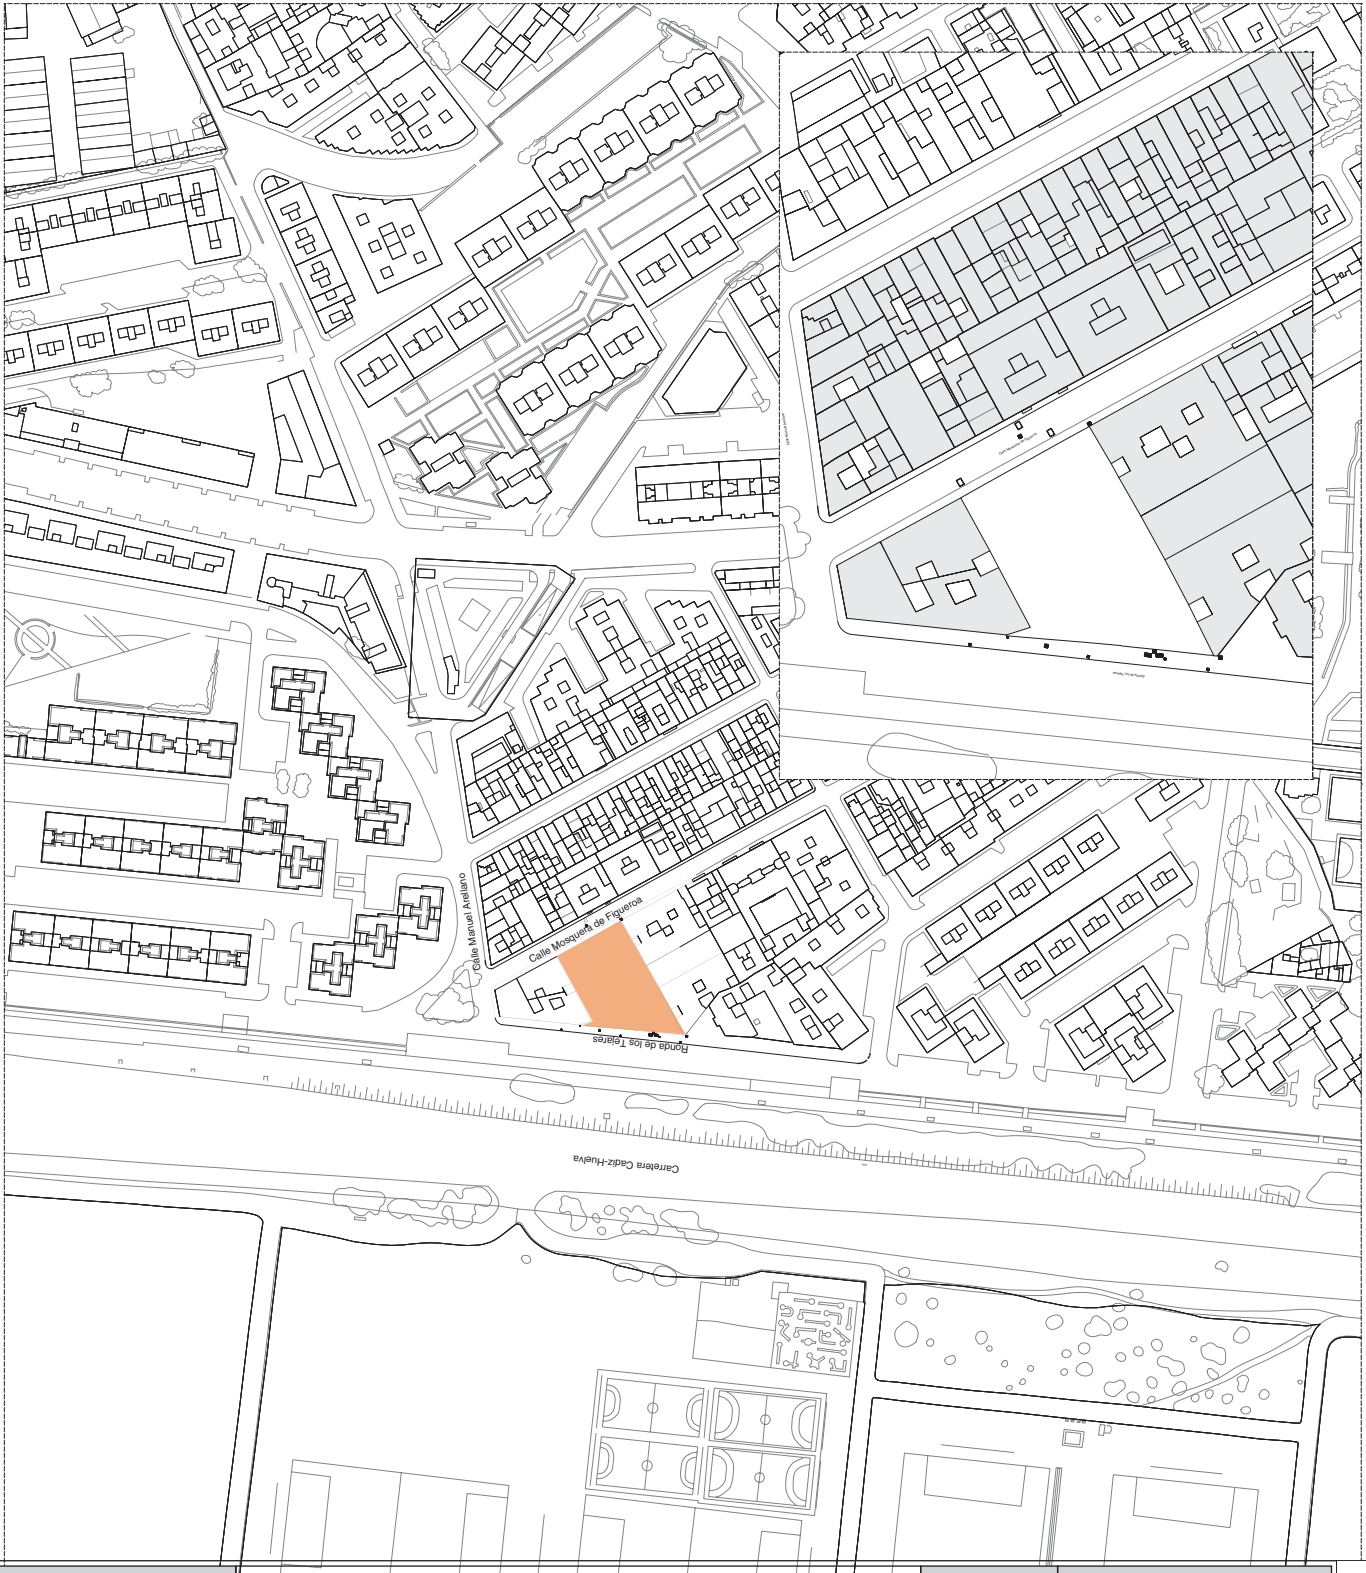 Calle Manuel Arellano
Calle Mosquera de Figueroa
Ronda de los Tejares
Carretera Cadiz-Huelva